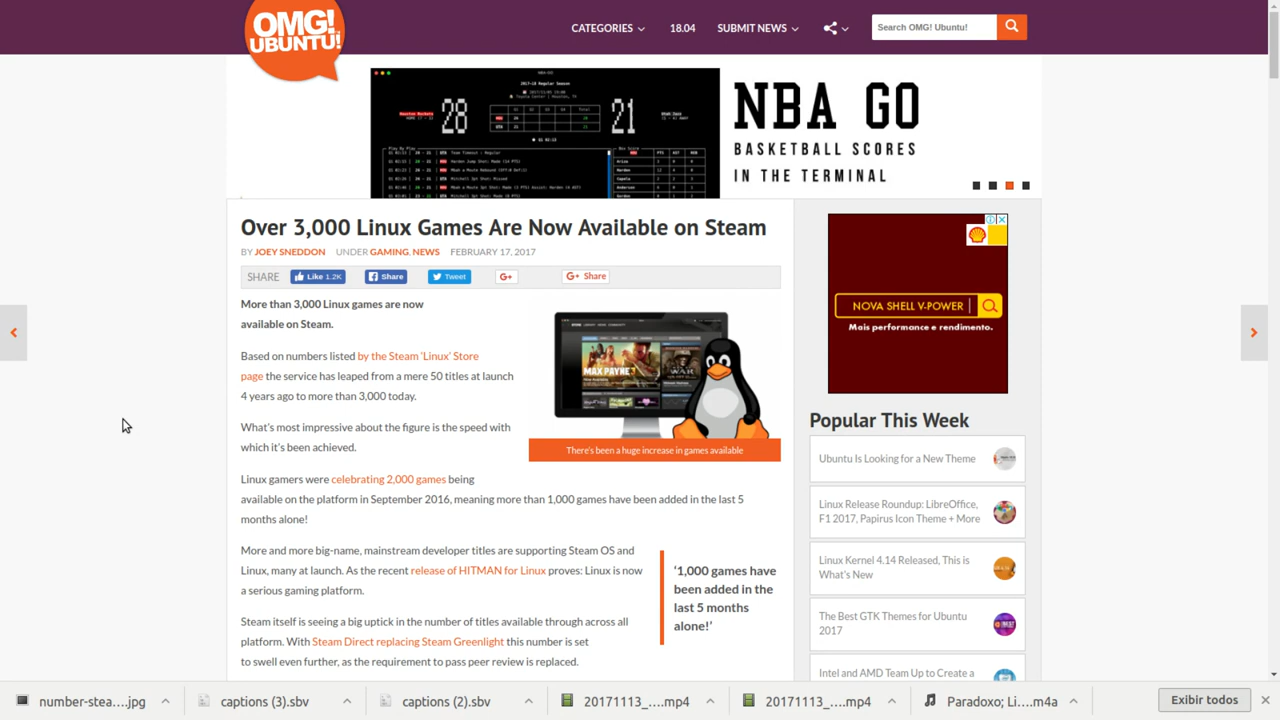 OMG!
UBUNTU!
CATEGORIES
18.04
SUBMIT NEWS
Search OMG! Ubuntu!
28
21
NBA GO
BASKETBALL SCORES
IN THE TERMINAL
Over 3,000 Linux Games Are Now Available on Steam
BY JOEY SNEDDON UNDER GAMING, NEWS FEBRUARY 17, 2017
SHARE Like 1.2K Share Tweet G+ G+ Share
More than 3,000 Linux games are now
available on Steam.
Based on numbers listed by the Steam 'Linux' Store
page the service has leaped from a mere 50 titles at launch
4 years ago to more than 3,000 today.
What's most impressive about the figure is the speed with
which it's been achieved.
MAX PAYNE 3
There's been a huge increase in games available
Linux gamers were celebrating 2,000 games being
available on the platform in September 2016, meaning more than 1,000 games have been added in the last 5
months alone!
More and more big-name, mainstream developer titles are supporting Steam OS and
Linux, many at launch. As the recent release of HITMAN for Linux proves: Linux is now
a serious gaming platform.
'1,000 games have
been added in the
last 5 months
alone!'
Steam itself is seeing a big uptick in the number of titles available through across all
platform. With Steam Direct replacing Steam Greenlight this number is set
to swell even further, as the requirement to pass peer review is replaced.
NOVA SHELL V-POWER
Mais performance e rendimento.
Popular This Week
Ubuntu Is Looking for a New Theme
Linux Release Roundup: LibreOffice,
F1 2017, Papirus Icon Theme + More
Linux Kernel 4.14 Released, This is
What's New
The Best GTK Themes for Ubuntu
2017
Intel and AMD Team Up to Create a
number-stea....jpg
captions (3).sbv
captions (2).sbv
20171113_....mp4
20171113_....mp4
Paradoxo; Li....m4a
Exibir todos